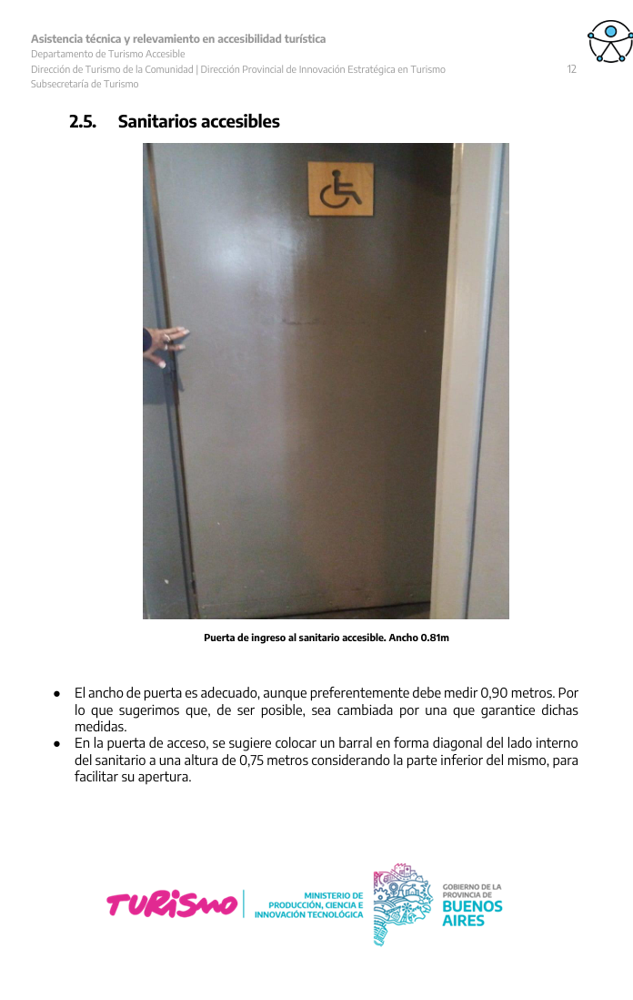 Asistencia técnica y relevamiento en accesibilidad turística
Departamento de Turismo Accesible
Dirección de Turismo de la Comunidad | Dirección Provincial de Innovación Estratégica en Turismo
12
Subsecretaría de Turismo
2.5. Sanitarios accesibles
Puerta de ingreso al sanitario accesible. Ancho 0.81m
● El ancho de puerta es adecuado, aunque preferentemente debe medir 0,90 metros. Por
lo que sugerimos que, de ser posible, sea cambiada por una que garantice dichas
medidas.
● En la puerta de acceso, se sugiere colocar un barral en forma diagonal del lado interno
del sanitario a una altura de 0,75 metros considerando la parte inferior del mismo, para
facilitar su apertura.
TURISMO
MINISTERIO DE
PRODUCCIÓN, CIENCIA E
INNOVACIÓN TECNOLÓGICA
GOBIERNO DE LA
PROVINCIA DE
BUENOS
AIRES